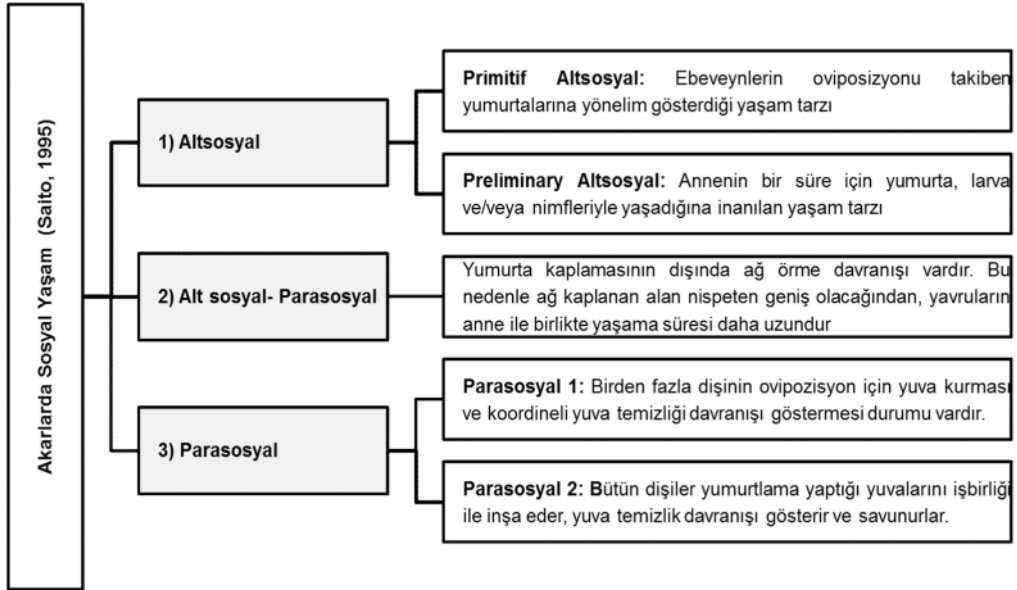 Akarlarda Sosyal Yaşam (Saito, 1995)
1) Altsosyal
Primitif Altsosyal: Ebeveynlerin oviposizyonu takiben
yumurtalarına yönelim gösterdiği yaşam tarzı
Preliminary Altsosyal: Annenin bir süre için yumurta, larva
ve/veya nimfleriyle yaşadığına inanılan yaşam tarzı
2) Alt sosyal- Parasosyal
Yumurta kaplamasının dışında ağ örme davranışı vardır. Bu
nedenle ağ kaplanan alan nispeten geniş olacağından, yavruların
anne ile birlikte yaşama süresi daha uzundur
3) Parasosyal
Parasosyal 1: Birden fazla dişinin ovipozisyon için yuva kurması
ve koordineli yuva temizliği davranışı göstermesi durumu vardır.
Parasosyal 2: Bütün dişiler yumurtlama yaptığı yuvalarını işbirliği
ile inşa eder, yuva temizlik davranışı gösterir ve savunurlar.